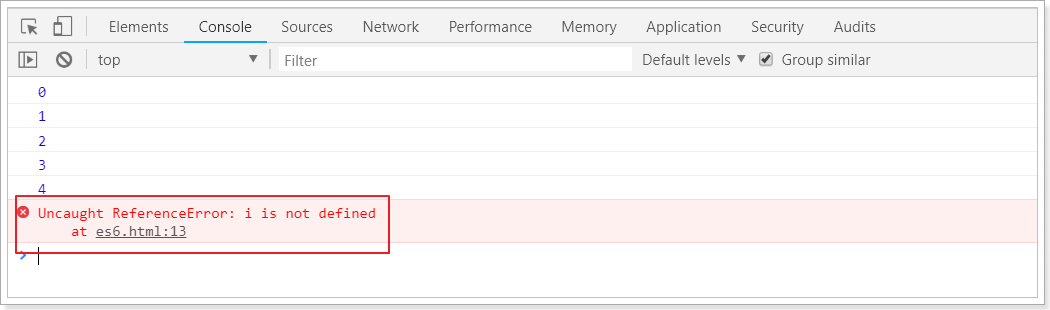 Elements Console Sources Network Performance Memory Application Security Audits
top Filter Default levels Group similar
0
1
2
3
4
Uncaught ReferenceError: i is not defined
at es6.html:13